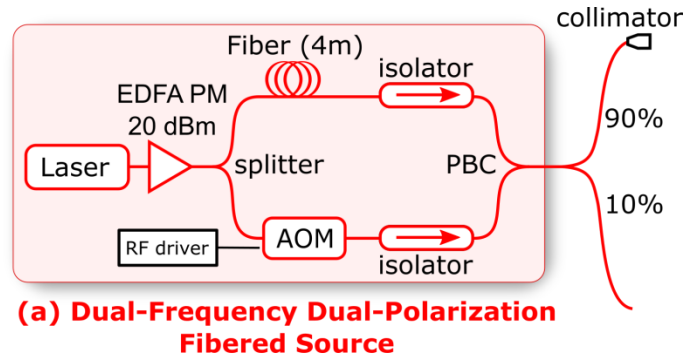 collimator
Fiber (4m)
isolator
EDFA PM
20 dBm
90%
Laser
splitter
PBC
10%
RF driver
AOM
isolator
(a) Dual-Frequency Dual-Polarization
Fibered Source